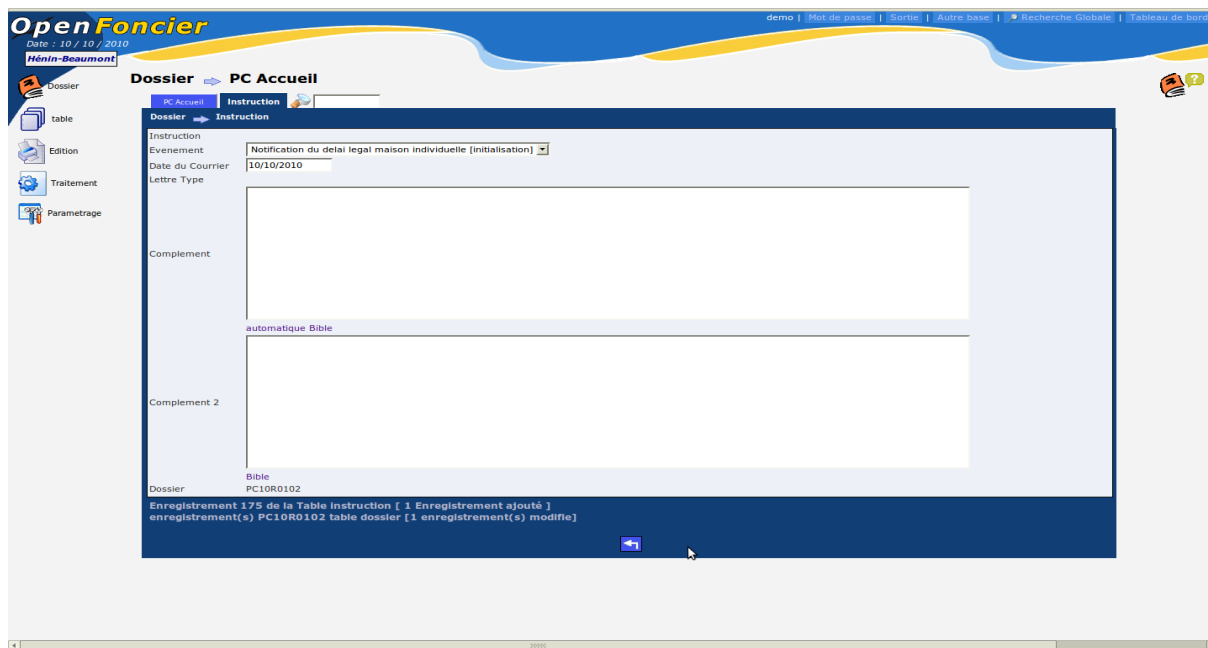 OpenFoncier
demo | Mot de passe | Sortie | Autre base | Recherche Globale | Tableau de bord
Date : 10 / 10 / 2010
Hénin-Beaumont
Dossier PC Accueil
Dossier
PC Accueil Instruction
table
Dossier Instruction
Instruction
Evenement Notification du delai legal maison individuelle [initialisation]
Edition
Date du Courrier 10/10/2010
Lettre Type
Traitement
Parametrage
Complement
automatique Bible
Complement 2
Bible
Dossier PC10R0102
Enregistrement 175 de la Table instruction [ 1 Enregistrement ajouté ]
enregistrement(s) PC10R0102 table dossier [1 enregistrement(s) modifie]